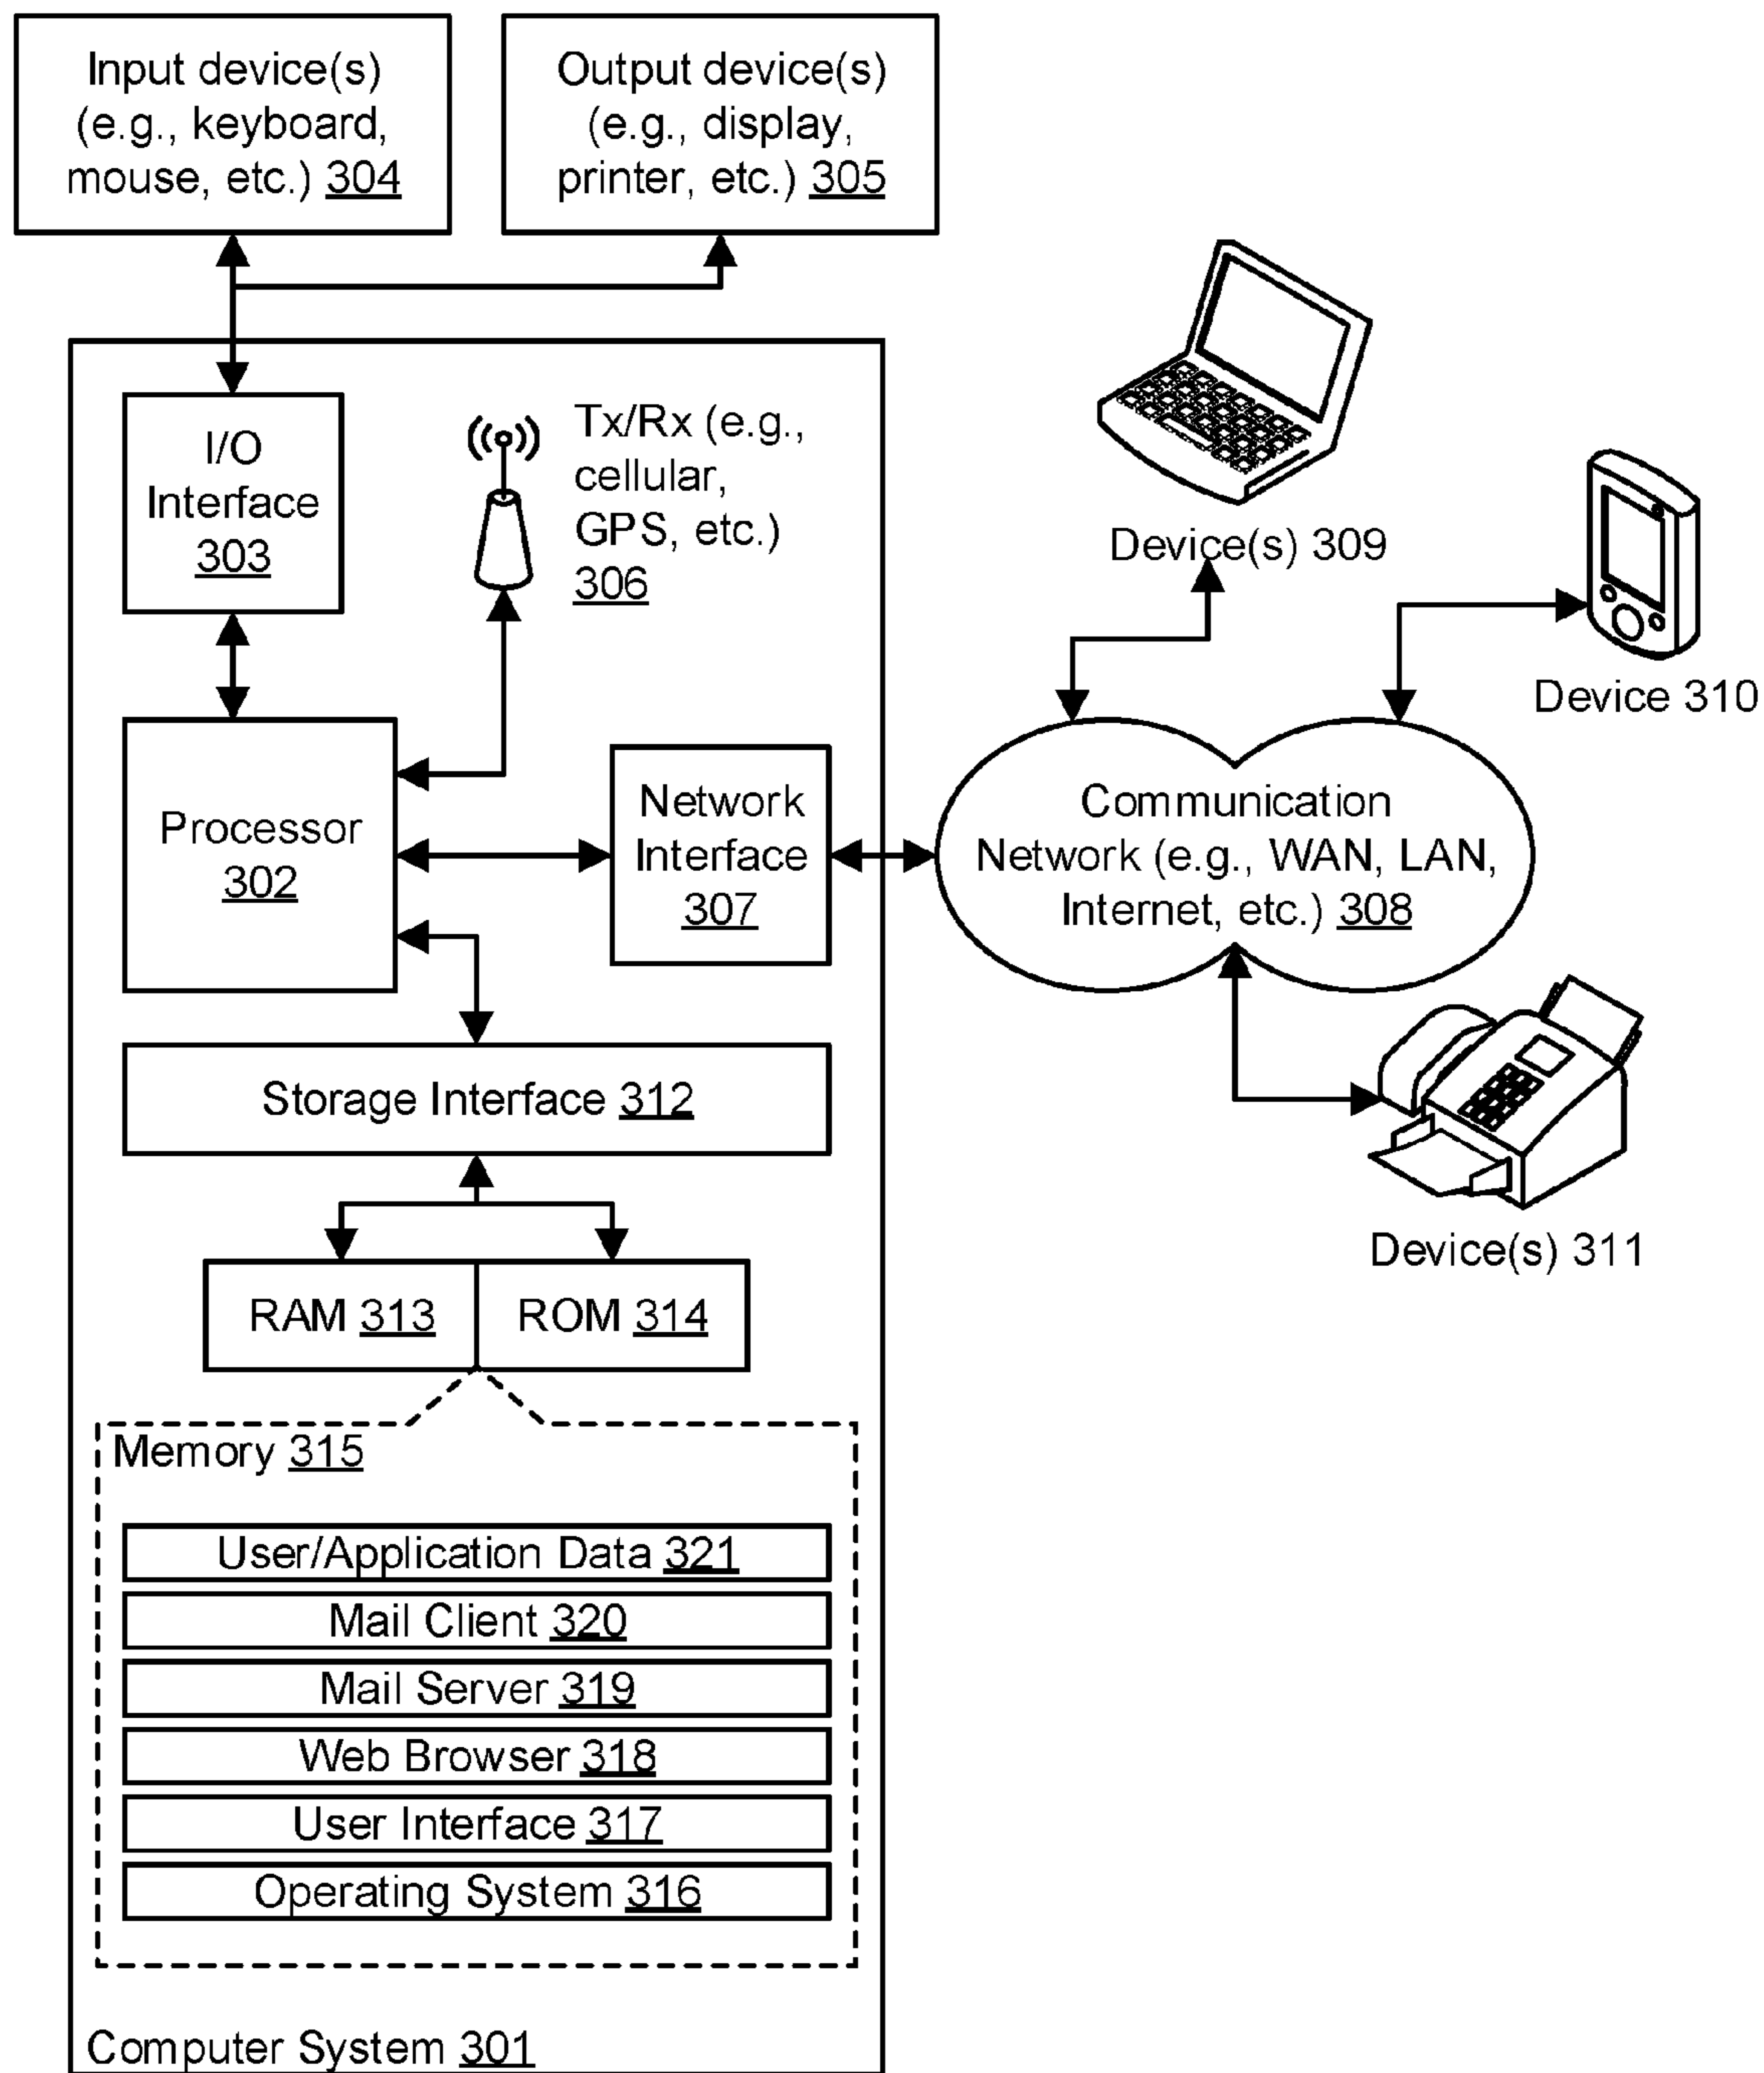 Input device(s)
(e.g., keyboard,
mouse, etc.) 304
Output device(s)
(e.g., display,
printer, etc.) 305
I/O
Interface
303
Tx/Rx (e.g.,
cellular,
GPS, etc.)
306
Device(s) 309
Device 310
Processor
302
Network
Interface
307
Communication
Network (e.g., WAN, LAN,
Internet, etc.) 308
Storage Interface 312
Device(s) 311
RAM 313
ROM 314
Memory 315
User/Application Data 321
Mail Client 320
Mail Server 319
Web Browser 318
User Interface 317
Operating System 316
Computer System 301